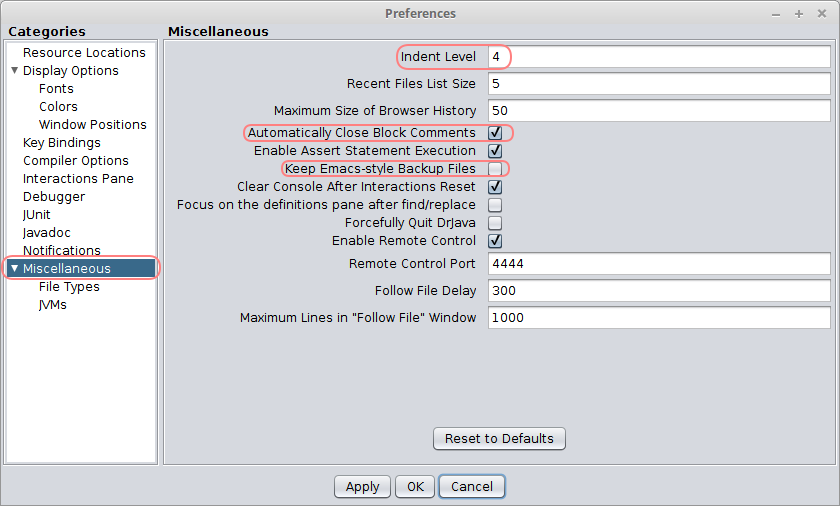 Preferences
Categories
Resource Locations
Display Options
Fonts
Colors
Window Positions
Key Bindings
Compiler Options
Interactions Pane
Debugger
JUnit
Javadoc
Notifications
Miscellaneous
File Types
JVMs
Miscellaneous
Indent Level 4
Recent Files List Size 5
Maximum Size of Browser History 50
Automatically Close Block Comments
Enable Assert Statement Execution
Keep Emacs-style Backup Files
Clear Console After Interactions Reset
Focus on the definitions pane after find/replace
Forcefully Quit DrJava
Enable Remote Control
Remote Control Port 4444
Follow File Delay 300
Maximum Lines in "Follow File" Window 1000
Reset to Defaults
Apply OK Cancel